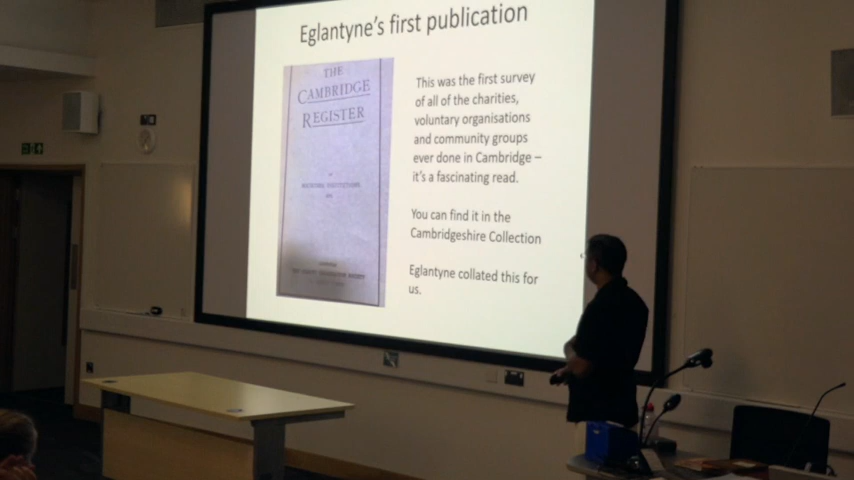 Eglantyne's first publication
THE
CAMBRIDGE
REGISTER
This was the first survey
of all of the charities,
voluntary organisations
and community groups
ever done in Cambridge –
it's a fascinating read.
You can find it in the
Cambridgeshire Collection
Eglantyne collated this for
us.